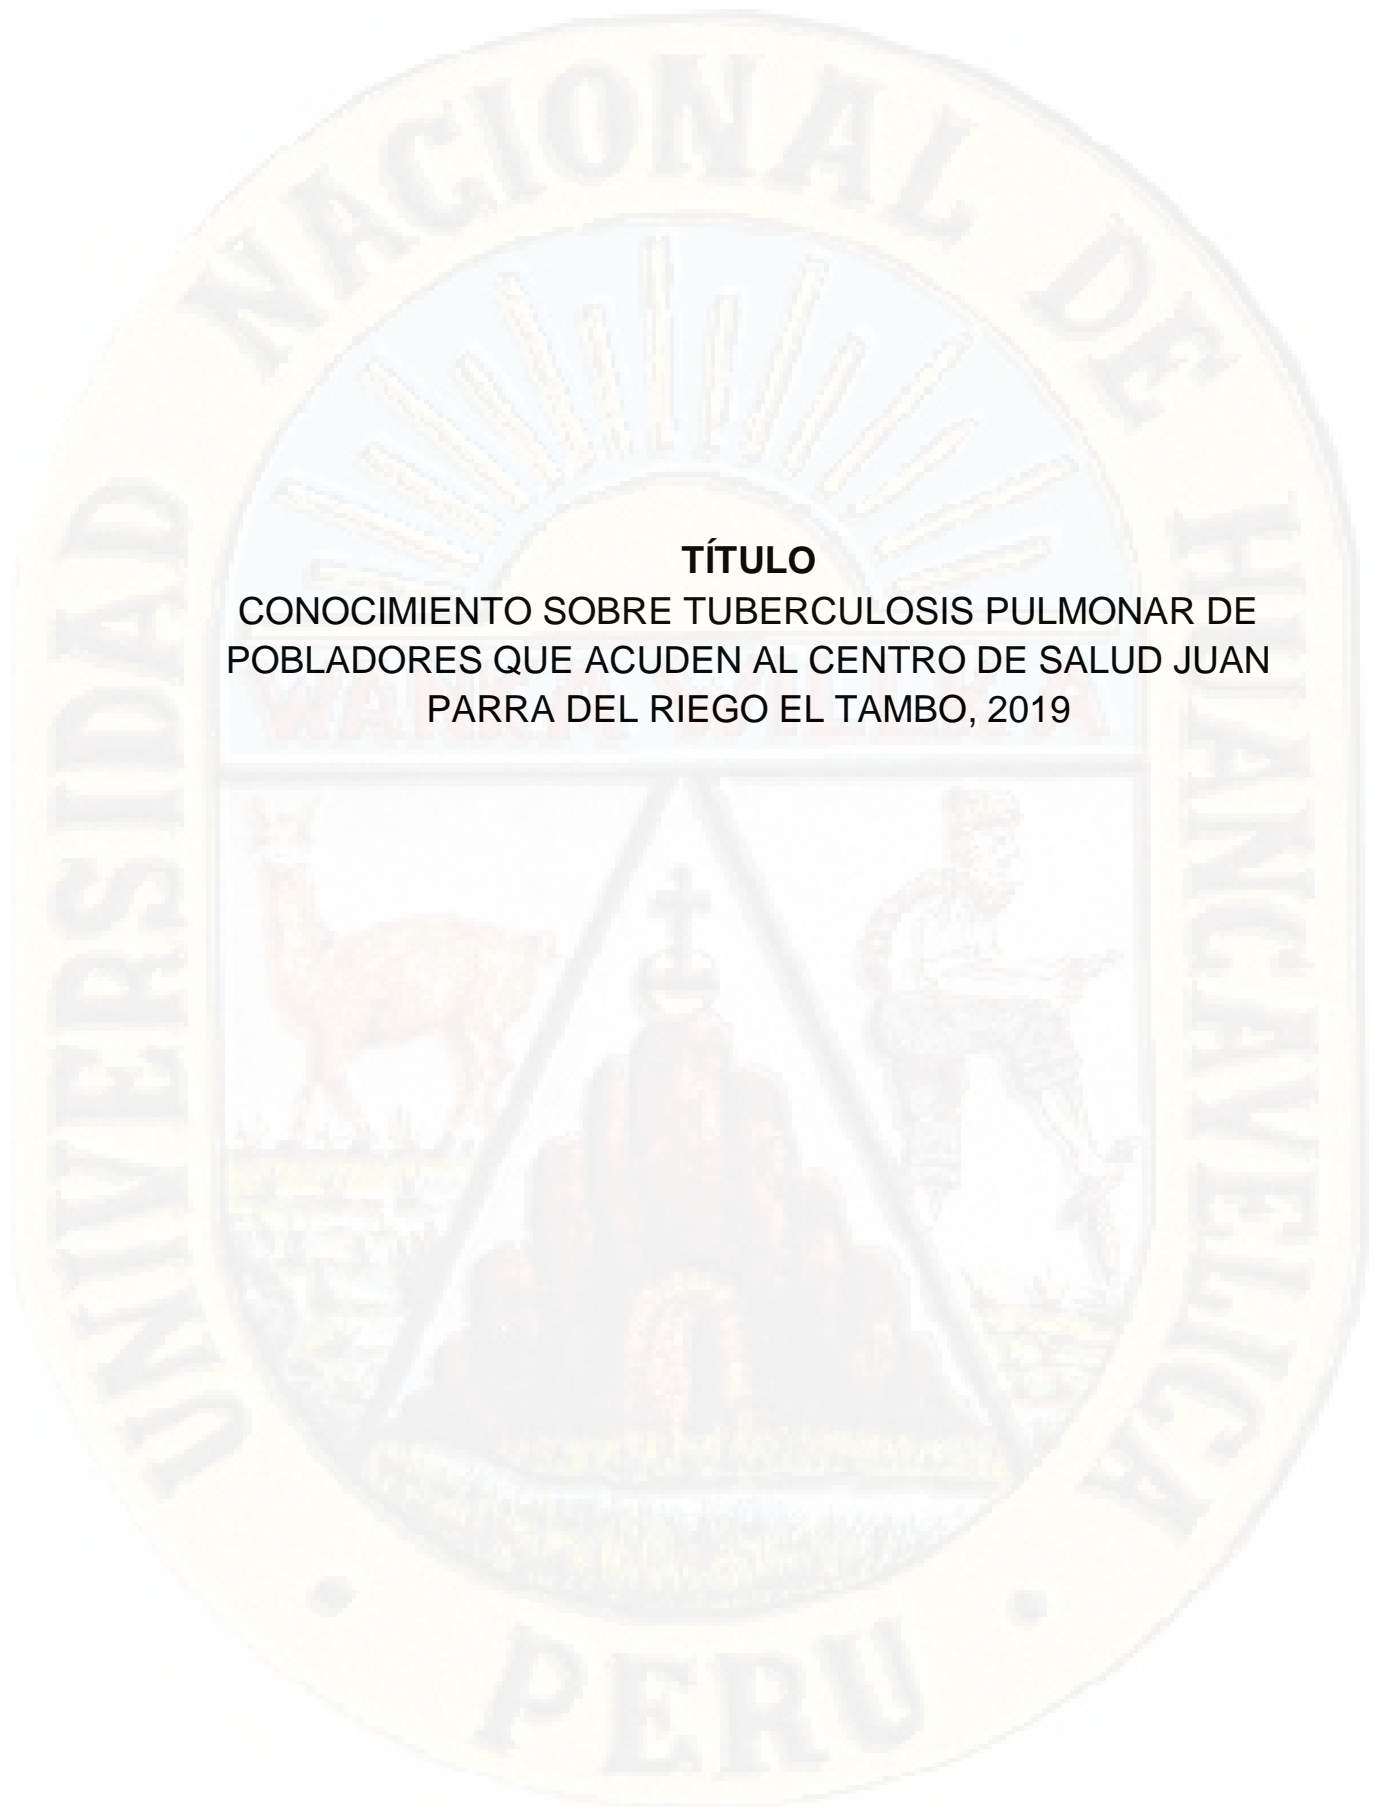 TÍTULO
CONOCIMIENTO SOBRE TUBERCULOSIS PULMONAR DE
POBLADORES QUE ACUDEN AL CENTRO DE SALUD JUAN
PARRA DEL RIEGO EL TAMBO, 2019
UNIVERSIDAD NACIONAL DE HUANCAVELICA
PERU